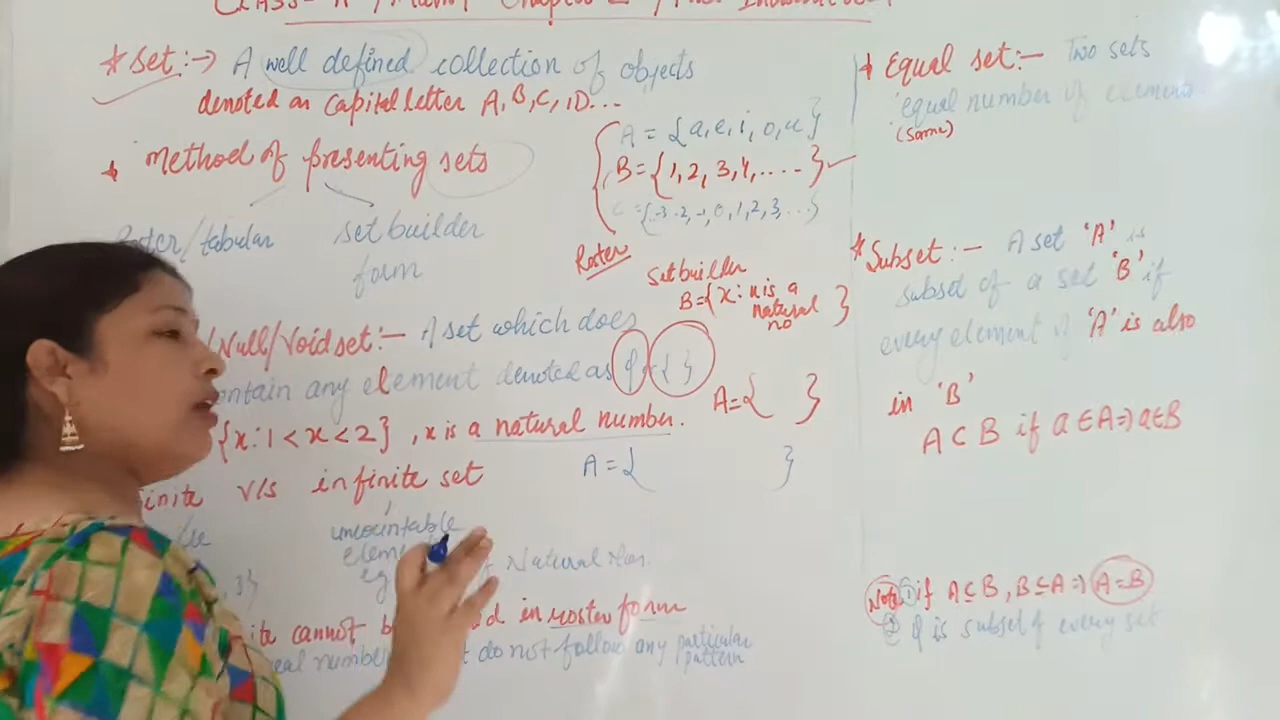 * Set:→ A well defined collection of objects
denoted as capital letter A, B, C, D...
* method of presenting sets
Roster/tabular
set builder
form
A = {a, e, i, o, u}
B = {1, 2, 3, 4, .... }
C = {..-3 -2, -1, 0, 1, 2, 3, ...}
Roster
Set builder
B={x: x is a
natural
no }
/Null/Void set:- A set which does
contain any element denoted as φ { }
{x: 1 < x < 2}, x is a natural number.
A={ }
finite v/s infinite set
A = { }
uncountable
eleme
eg
Natural Nos.
, 3}
ite cannot b d in roster form
eal number t do not follow any particular
pattern
* Equal set:- Two sets
equal number of element
(same)
* Subset:- A set 'A' is
subset of a set 'B' if
every element of 'A' is also
in 'B'
A ⊂ B if a ∈ A ⇒ a ∈ B
Note ① if A ⊆ B, B ⊆ A ⇒ A = B
② φ is subset of every set